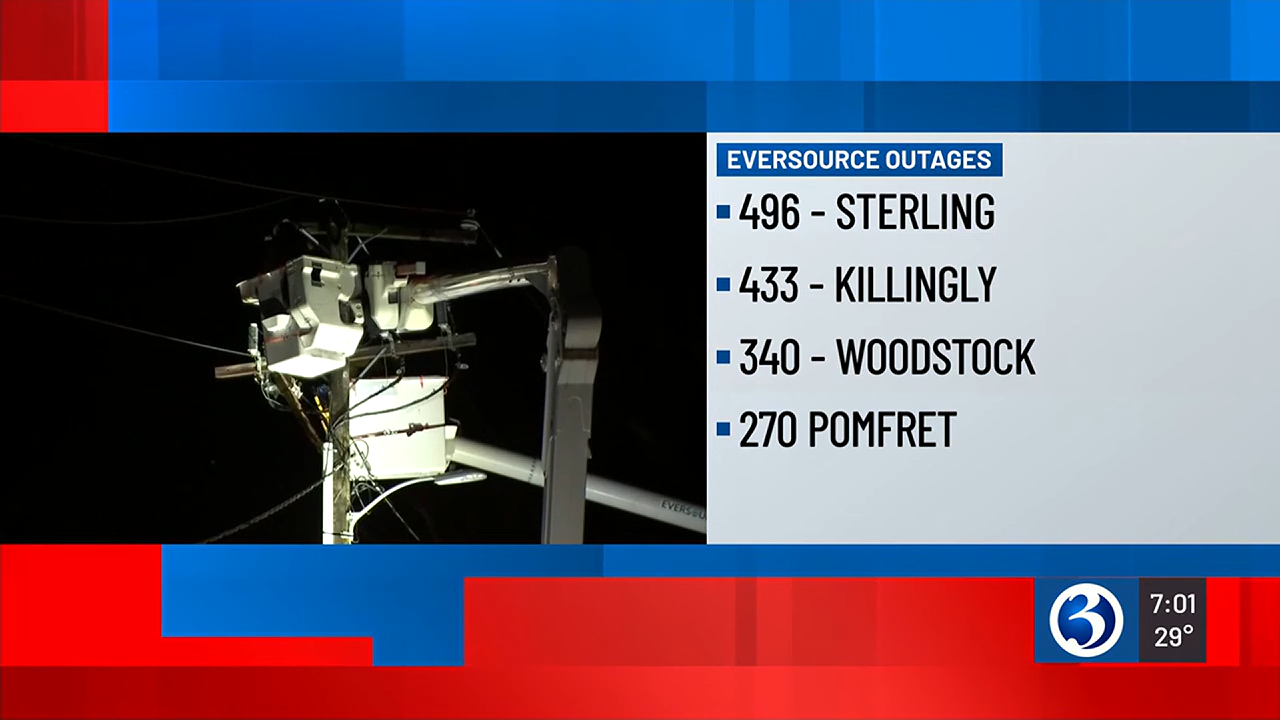 EVERSOURCE OUTAGES
496 - STERLING
433 - KILLINGLY
340 - WOODSTOCK
270 POMFRET
3
7:01
29°